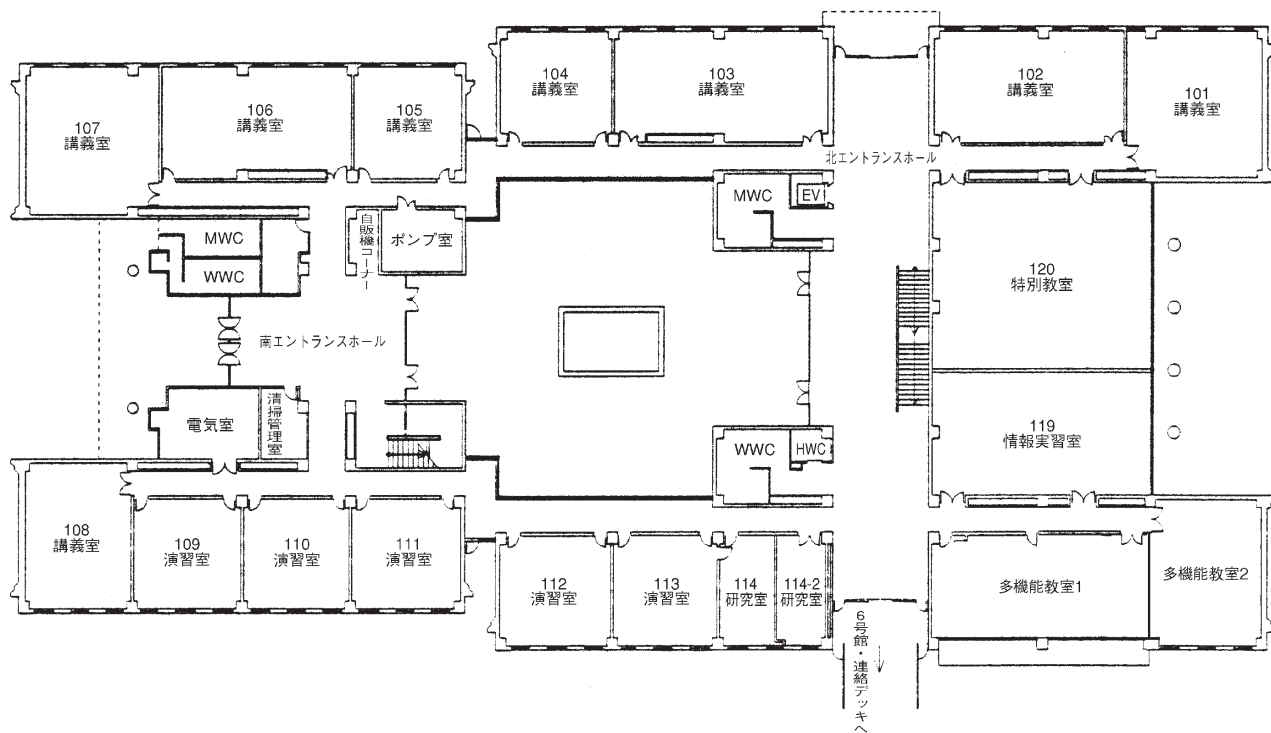 104
講義室
103
講義室
102
講義室
101
講義室
107
講義室
106
講義室
105
講義室
北エントランスホール
MWC
EV
自販機コーナー
ポンプ室
MWC
WWC
120
特別教室
南エントランスホール
電気室
清掃管理室
119
情報実習室
WWC
HWC
108
講義室
109
演習室
110
演習室
111
演習室
112
演習室
113
演習室
114
研究室
114-2
研究室
多機能教室1
多機能教室2
6号館・連絡デッキへ